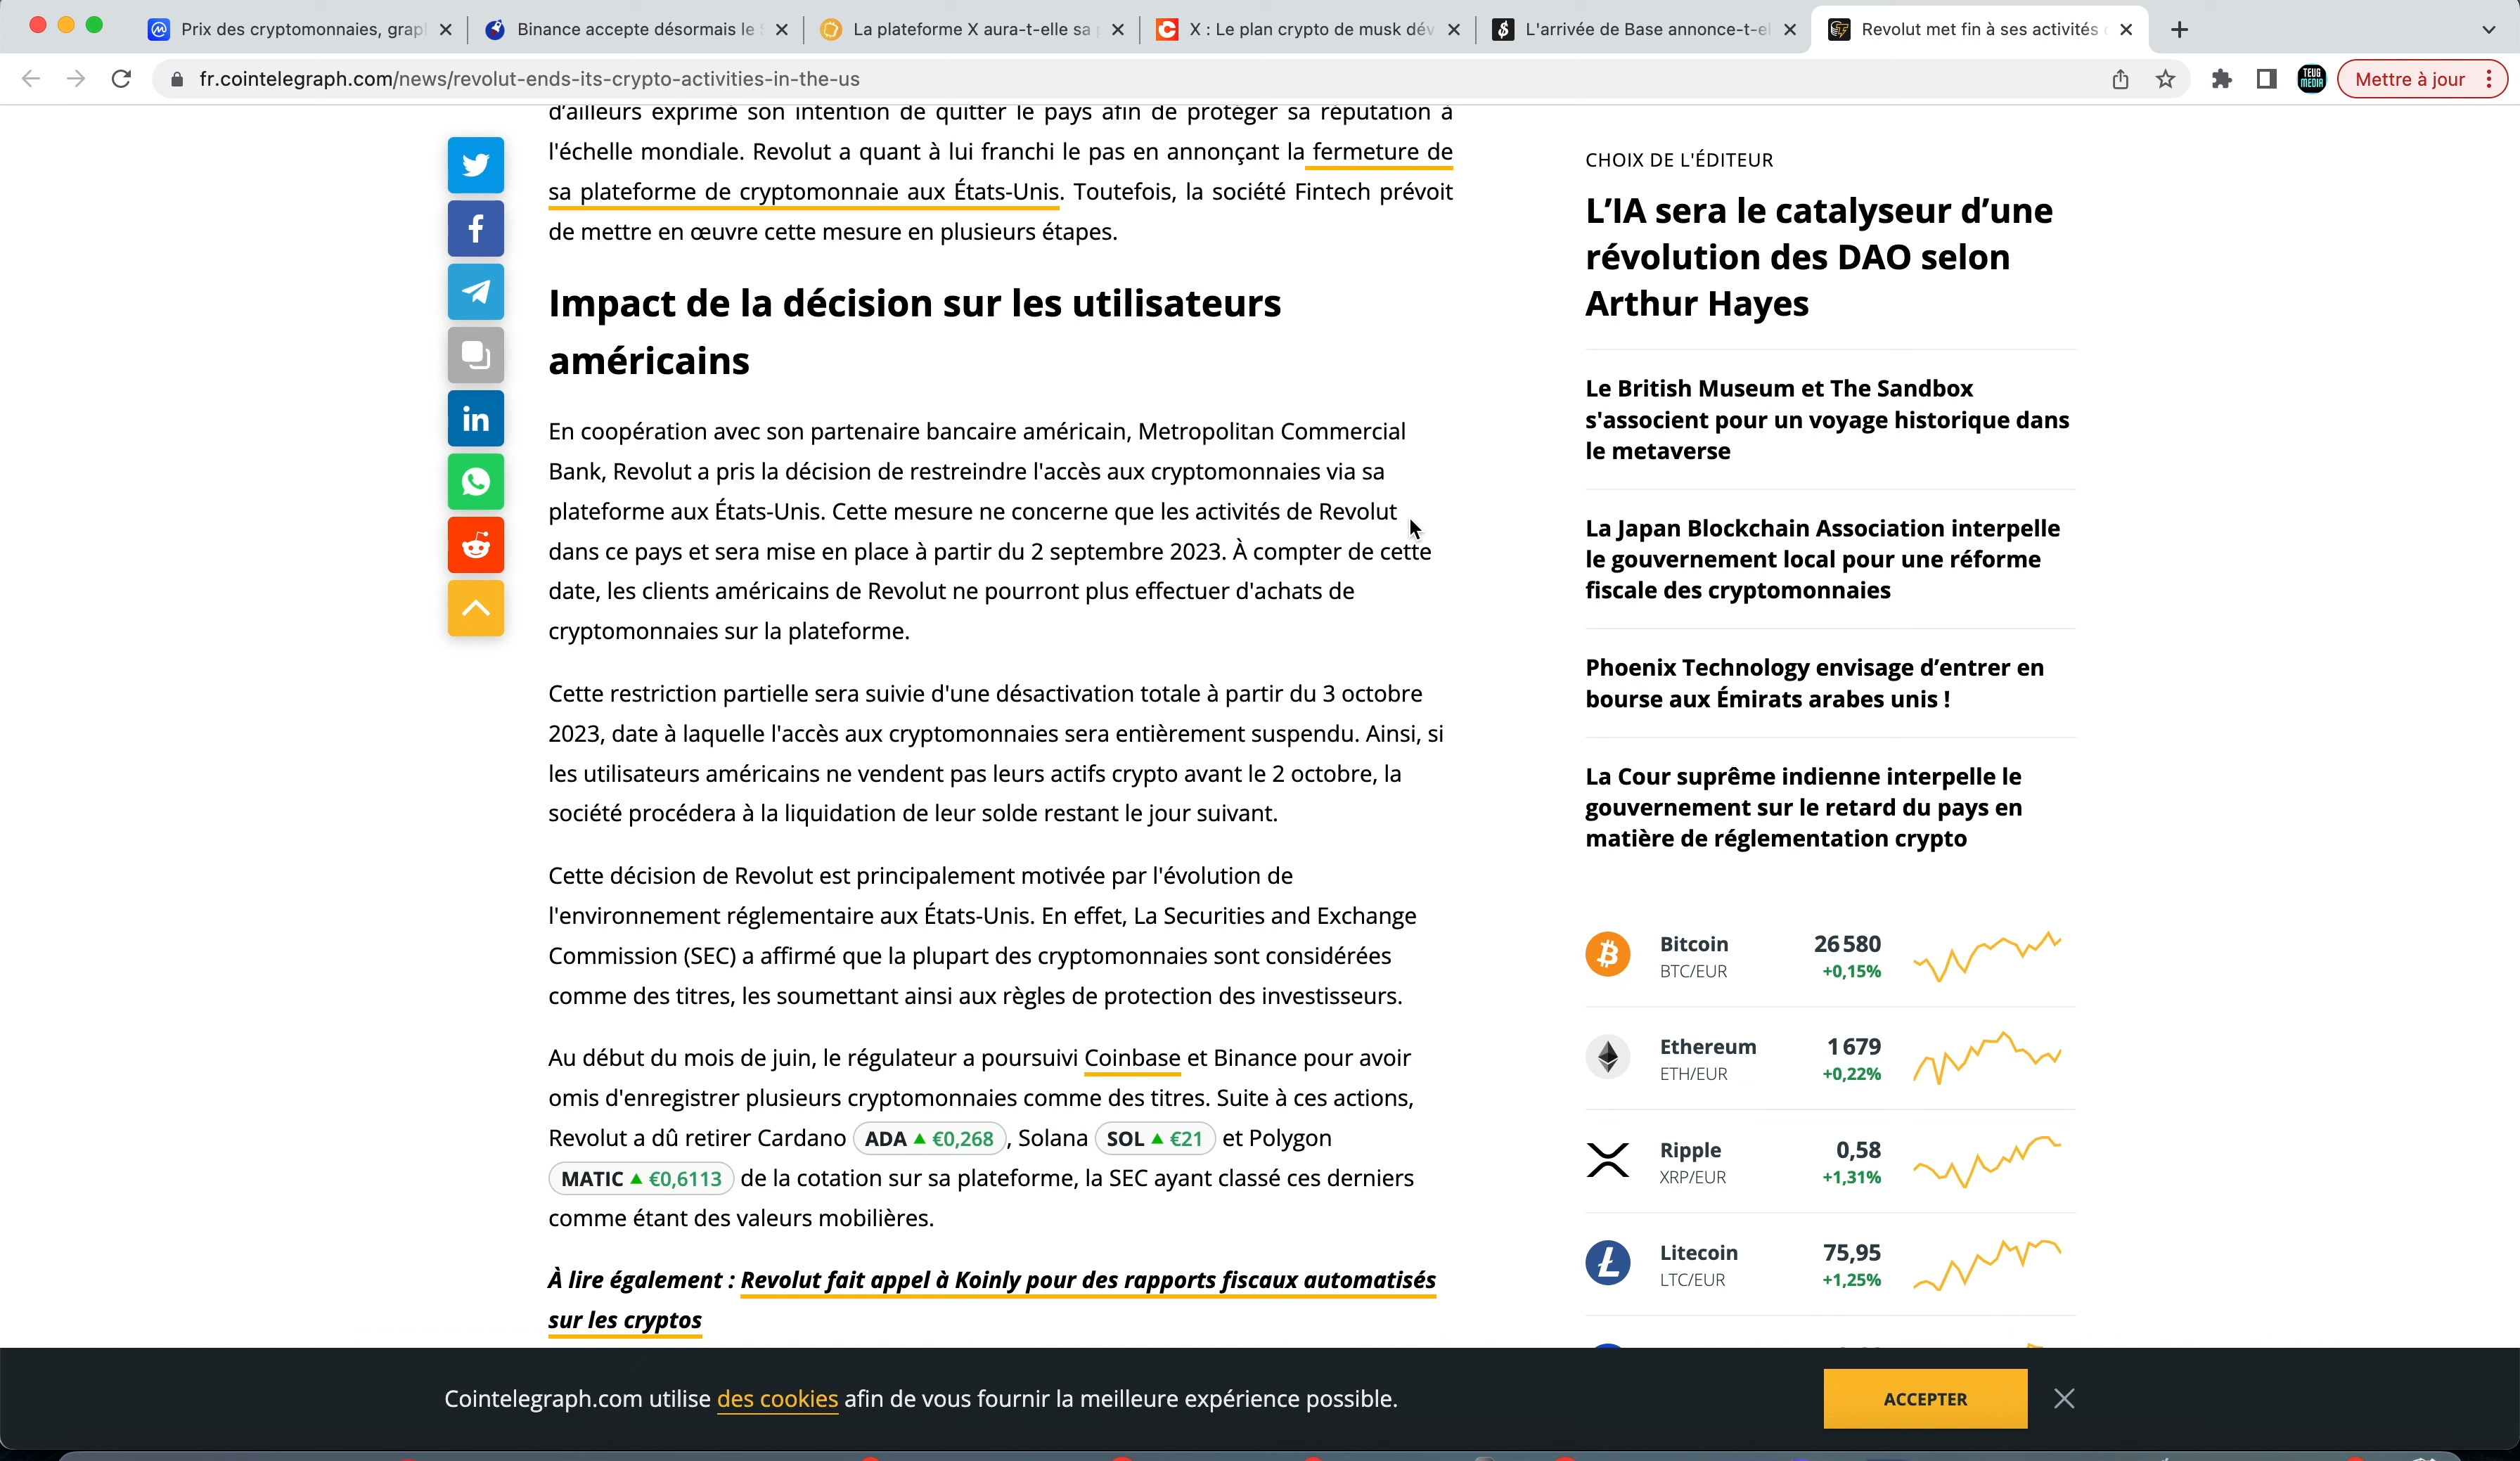 Prix des cryptomonnaies, grap
Binance accepte désormais le
La plateforme X aura-t-elle sa
X : Le plan crypto de musk dév
L'arrivée de Base annonce-t-el
Revolut met fin à ses activités
fr.cointelegraph.com/news/revolut-ends-its-crypto-activities-in-the-us
TEUG
MEDIA
Mettre à jour
d'ailleurs exprimé son intention de quitter le pays afin de protéger sa réputation à
l'échelle mondiale. Revolut a quant à lui franchi le pas en annonçant la fermeture de
sa plateforme de cryptomonnaie aux États-Unis. Toutefois, la société Fintech prévoit
de mettre en œuvre cette mesure en plusieurs étapes.
Impact de la décision sur les utilisateurs
américains
En coopération avec son partenaire bancaire américain, Metropolitan Commercial
Bank, Revolut a pris la décision de restreindre l'accès aux cryptomonnaies via sa
plateforme aux États-Unis. Cette mesure ne concerne que les activités de Revolut
dans ce pays et sera mise en place à partir du 2 septembre 2023. À compter de cette
date, les clients américains de Revolut ne pourront plus effectuer d'achats de
cryptomonnaies sur la plateforme.
Cette restriction partielle sera suivie d'une désactivation totale à partir du 3 octobre
2023, date à laquelle l'accès aux cryptomonnaies sera entièrement suspendu. Ainsi, si
les utilisateurs américains ne vendent pas leurs actifs crypto avant le 2 octobre, la
société procédera à la liquidation de leur solde restant le jour suivant.
Cette décision de Revolut est principalement motivée par l'évolution de
l'environnement réglementaire aux États-Unis. En effet, La Securities and Exchange
Commission (SEC) a affirmé que la plupart des cryptomonnaies sont considérées
comme des titres, les soumettant ainsi aux règles de protection des investisseurs.
Au début du mois de juin, le régulateur a poursuivi Coinbase et Binance pour avoir
omis d'enregistrer plusieurs cryptomonnaies comme des titres. Suite à ces actions,
Revolut a dû retirer Cardano ADA ▲ €0,268 , Solana SOL ▲ €21 et Polygon
MATIC ▲ €0,6113 de la cotation sur sa plateforme, la SEC ayant classé ces derniers
comme étant des valeurs mobilières.
À lire également : Revolut fait appel à Koinly pour des rapports fiscaux automatisés
sur les cryptos
CHOIX DE L'ÉDITEUR
L'IA sera le catalyseur d'une
révolution des DAO selon
Arthur Hayes
Le British Museum et The Sandbox
s'associent pour un voyage historique dans
le metaverse
La Japan Blockchain Association interpelle
le gouvernement local pour une réforme
fiscale des cryptomonnaies
Phoenix Technology envisage d'entrer en
bourse aux Émirats arabes unis !
La Cour suprême indienne interpelle le
gouvernement sur le retard du pays en
matière de réglementation crypto
Bitcoin 26 580
BTC/EUR +0,15%
Ethereum 1 679
ETH/EUR +0,22%
Ripple 0,58
XRP/EUR +1,31%
Litecoin 75,95
LTC/EUR +1,25%
Cointelegraph.com utilise des cookies afin de vous fournir la meilleure expérience possible.
ACCEPTER